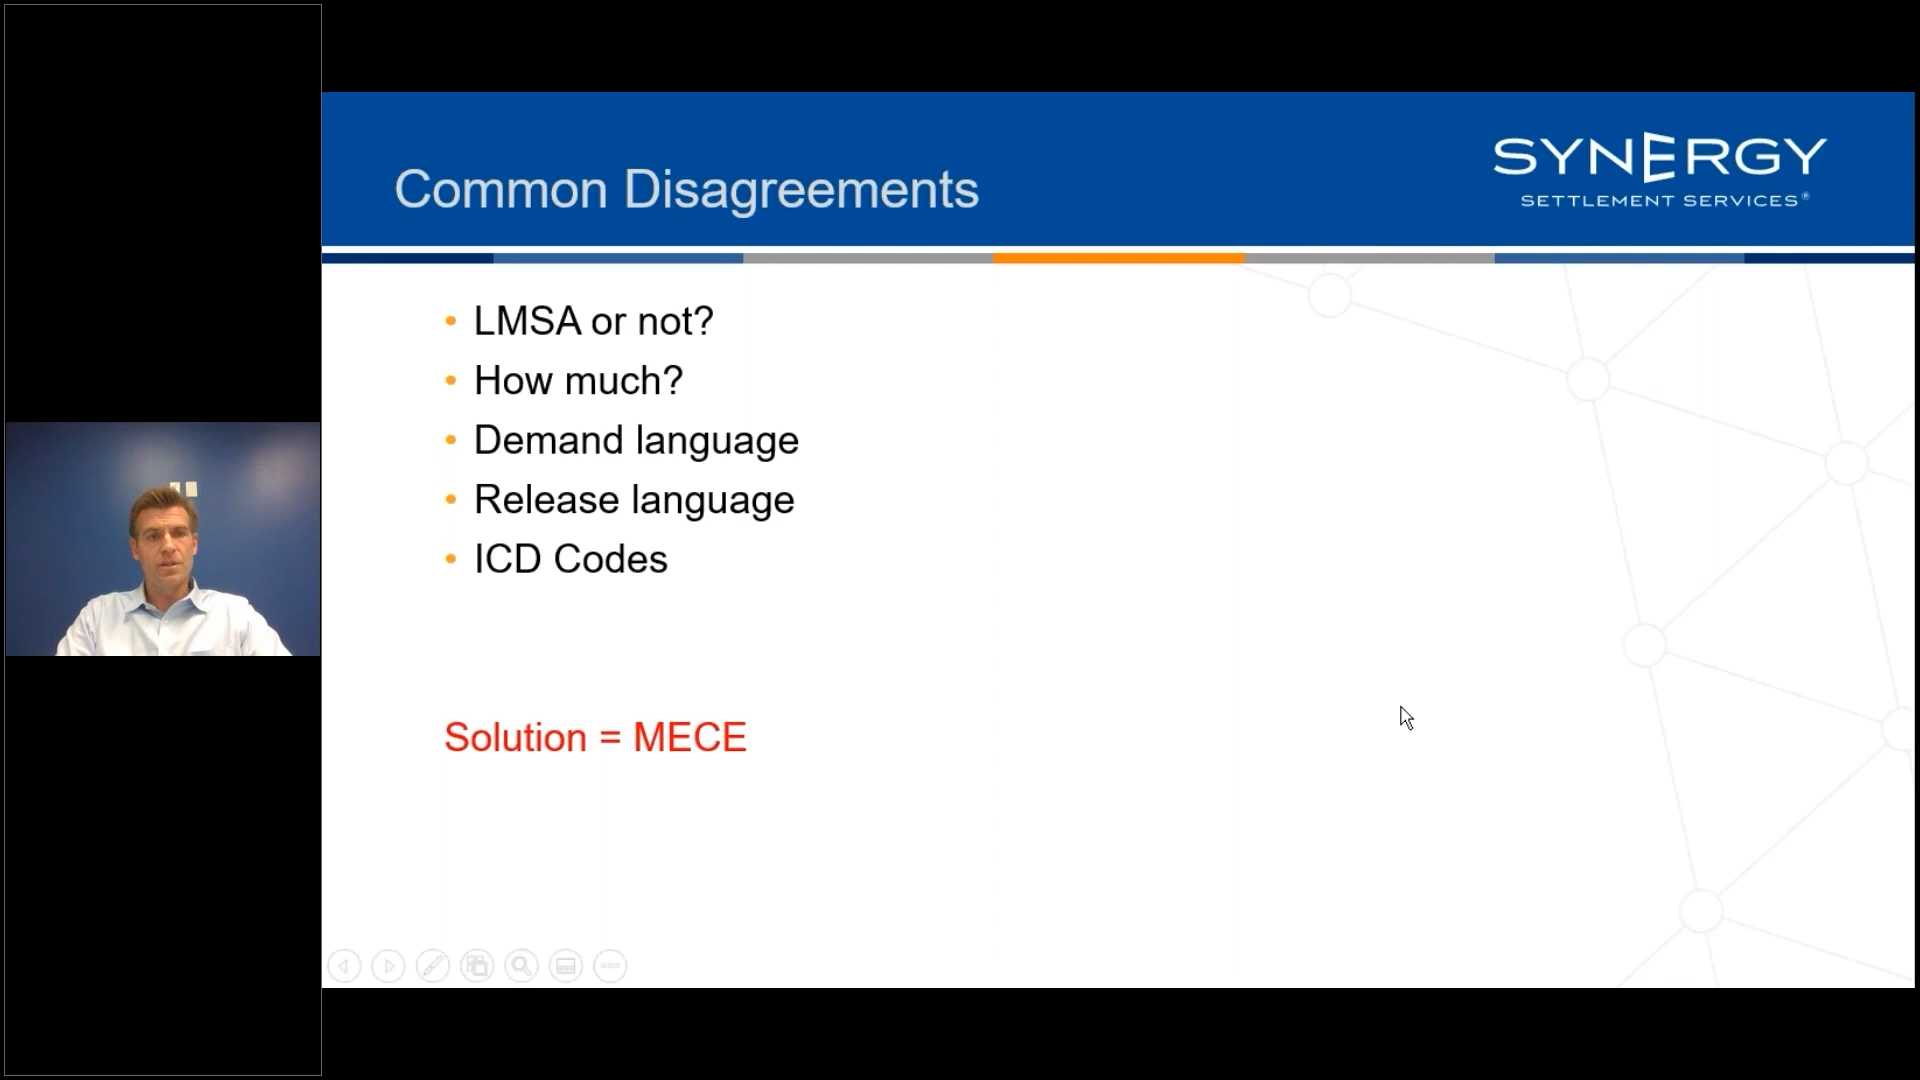 Common Disagreements
SYNERGY
SETTLEMENT SERVICES®
• LMSA or not?
• How much?
• Demand language
• Release language
• ICD Codes
Solution = MECE